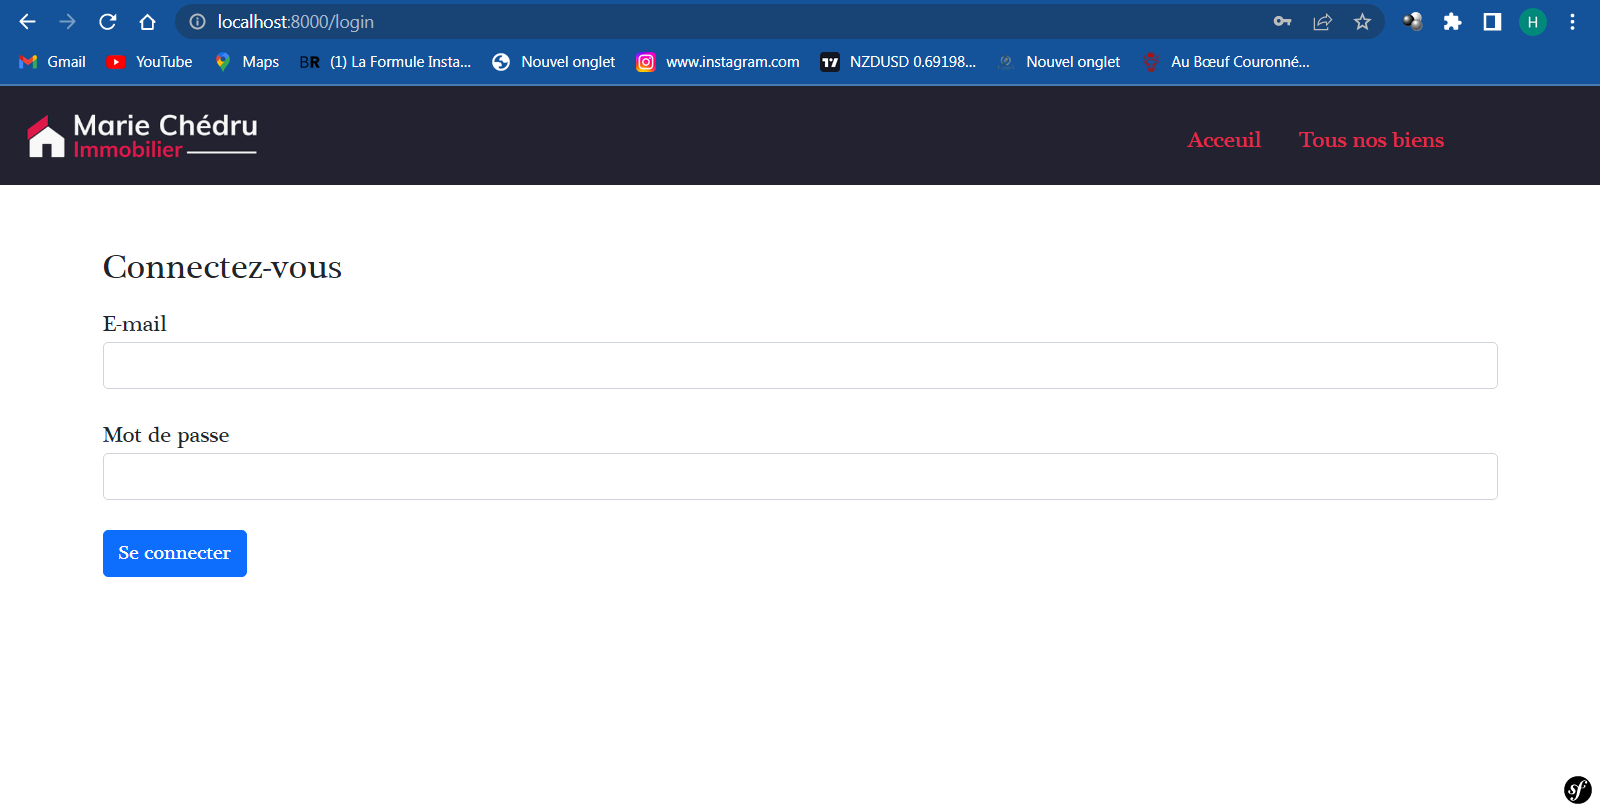 localhost:8000/login
H
Gmail
YouTube
Maps
BR (1) La Formule Insta...
Nouvel onglet
www.instagram.com
NZDUSD 0.69198...
Nouvel onglet
Au Bœuf Couronné...
Marie Chédru
Immobilier
Acceuil
Tous nos biens
Connectez-vous
E-mail
Mot de passe
Se connecter
sf